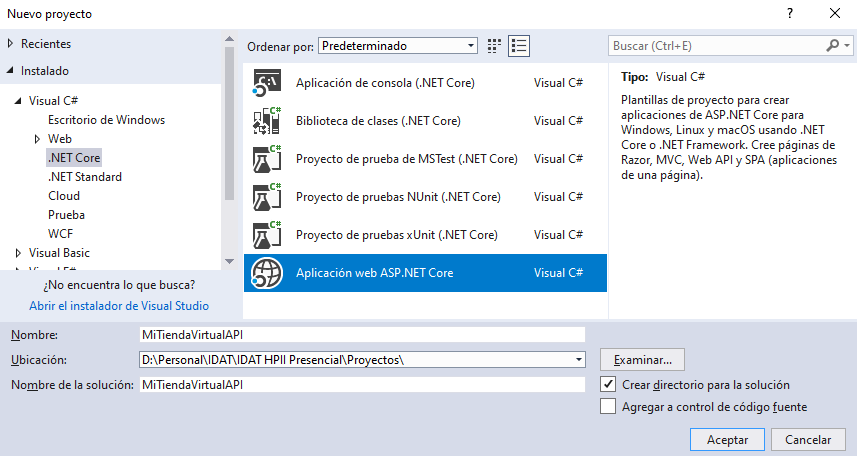 Nuevo proyecto
?
Recientes
Instalado
Visual C#
Escritorio de Windows
Web
.NET Core
.NET Standard
Cloud
Prueba
WCF
Visual Basic
¿No encuentra lo que busca?
Abrir el instalador de Visual Studio
Ordenar por: Predeterminado
Aplicación de consola (.NET Core) Visual C#
Biblioteca de clases (.NET Core) Visual C#
Proyecto de prueba de MSTest (.NET Core) Visual C#
Proyecto de pruebas NUnit (.NET Core) Visual C#
Proyecto de pruebas xUnit (.NET Core) Visual C#
Aplicación web ASP.NET Core Visual C#
Buscar (Ctrl+E)
Tipo: Visual C#
Plantillas de proyecto para crear
aplicaciones de ASP.NET Core para
Windows, Linux y macOS usando .NET
Core o .NET Framework. Cree páginas de
Razor, MVC, Web API y SPA (aplicaciones
de una página).
Nombre: MiTiendaVirtualAPI
Ubicación: D:\Personal\IDAT\IDAT HPII Presencial\Proyectos\
Examinar...
Nombre de la solución: MiTiendaVirtualAPI
Crear directorio para la solución
Agregar a control de código fuente
Aceptar
Cancelar